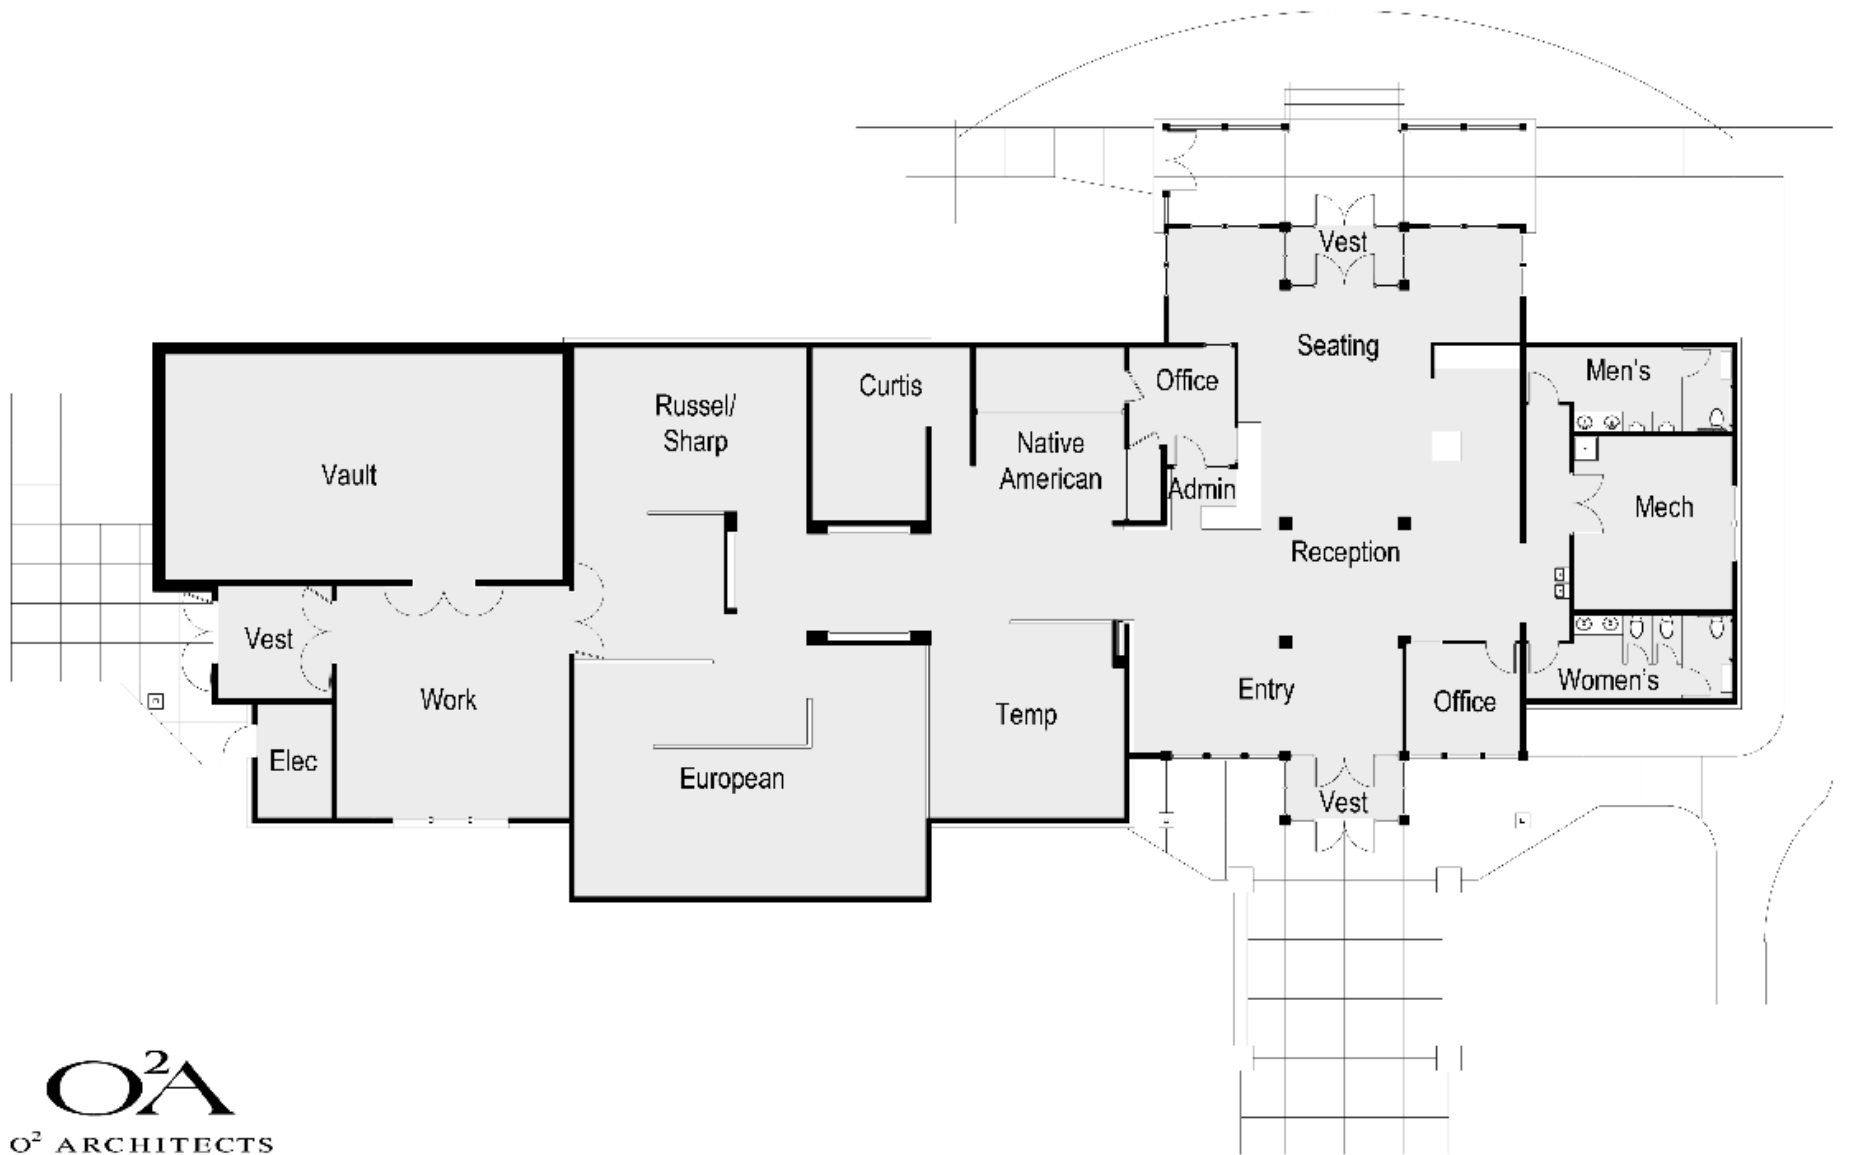 Vest
Seating
Men's
Office
Curtis
Russel/
Sharp
Native
American
Vault
Admin
Mech
Reception
Vest
Work
Entry
Women's
Office
Temp
Elec
European
Vest
O²A
O² ARCHITECTS